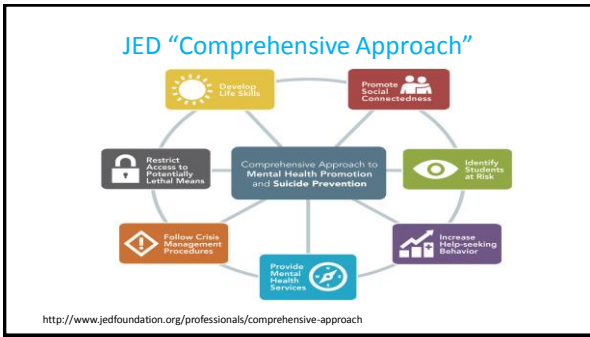 JED “Comprehensive Approach”
Develop
Life Skills
Promote
Social
Connectedness
Restrict
Access to
Potentially
Lethal Means
Comprehensive Approach to
Mental Health Promotion
and Suicide Prevention
Identify
Students
at Risk
Follow Crisis
Management
Procedures
Increase
Help-seeking
Behavior
Provide
Mental
Health
Services
http://www.jedfoundation.org/professionals/comprehensive-approach